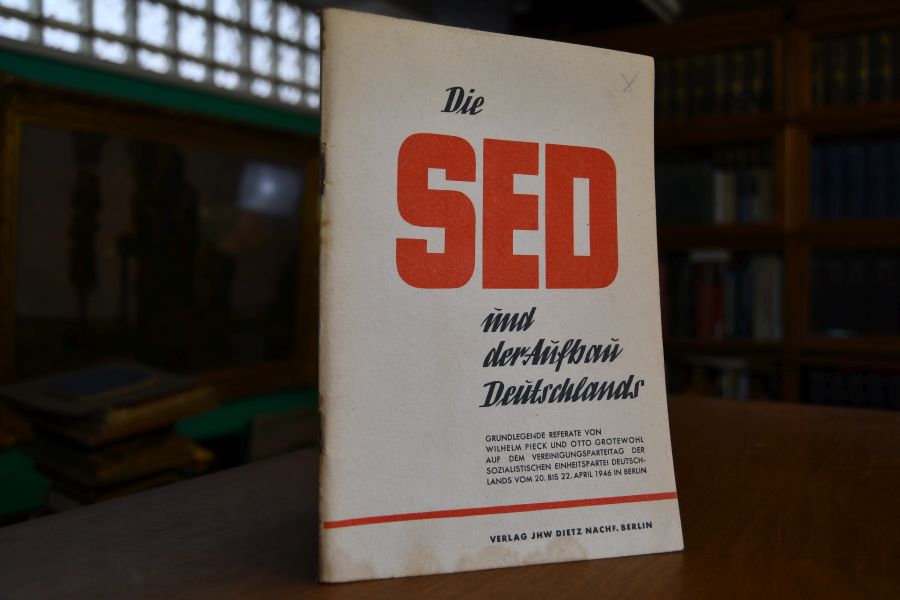 Die
SED
und
der Aufbau
Deutschlands
GRUNDLEGENDE REFERATE VON
WILHELM PIECK UND OTTO GROTEWOHL
AUF DEM VEREINIGUNGSPARTEITAG DER
SOZIALISTISCHEN EINHEITSPARTEI DEUTSCH-
LANDS VOM 20. BIS 22. APRIL 1946 IN BERLIN
VERLAG JHW DIETZ NACHF. BERLIN